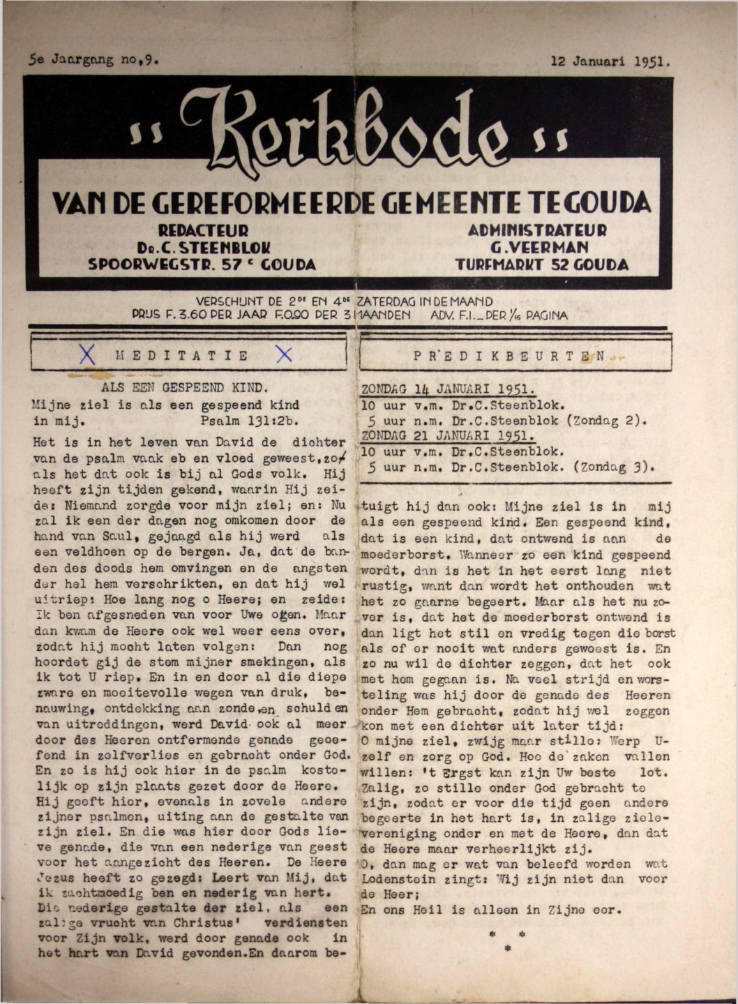 5e Jaargang no,9.
12 Januari 1951.
" Kerkbode "
VAN DE GEREFORMEERDE GEMEENTE TE GOUDA
REDACTEUR
DR. C. STEENBLOK
SPOORWEGSTR. 57 c GOUDA
ADMINISTRATEUR
G. VEERMAN
TURFMARKT 52 GOUDA
VERSCHIJNT DE 2DE EN 4DE ZATERDAG IN DE MAAND
PRIJS F. 3.60 PER JAAR F.0.90 PER 3 MAANDEN ADV. F.1._ PER 1/16 PAGINA
X MEDITATIE X
ALS EEN GESPEEND KIND.
Mijne ziel is als een gespeend kind
in mij. Psalm 131:2b.
Het is in het leven van David de dichter
van de psalm vaak eb en vloed geweest,zo
als het dat ook is bij al Gods volk. Hij
heeft zijn tijden gekend, waarin Hij zei-
de: Niemand zorgde voor mijn ziel; en: Nu
zal ik een der dagen nog omkomen door de
hand van Saul, gejaagd als hij werd als
een veldhoen op de bergen. Ja, dat de ban-
den des doods hem omvingen en de angsten
der hel hem verschrikten, en dat hij wel
uitriep: Hoe lang nog o Heere; en zeide:
Ik ben afgesneden van voor Uwe ogen. Maar
dan kwam de Heere ook wel weer eens over,
zodat hij mocht laten volgen: Dan nog
hoordet gij de stem mijner smekingen, als
ik tot U riep. En in en door al die diepe
zware en moeitevolle wegen van druk, be-
nauwing, ontdekking aan zonde,en schuld en
van uitreddingen, werd David ook al meer
door des Heeren ontfermende genade geoe-
fend in zelfverlies en gebracht onder God.
En zo is hij ook hier in de psalm koste-
lijk op zijn plaats gezet door de Heere.
Hij geeft hier, evenals in zovele andere
zijner psalmen, uiting aan de gestalte van
zijn ziel. En die was hier door Gods lie-
ve genade, die van een nederige van geest
voor het aangezicht des Heeren. De Heere
Jezus heeft zo gezegd: Leert van Mij, dat
ik zachtmoedig ben en nederig van hart.
Die nederige gestalte der ziel, als een
zalige vrucht van Christus' verdiensten
voor Zijn volk, werd door genade ook in
het hart van David gevonden.En daarom be-
PREDIKBEURTEN
ZONDAG 14 JANUARI 1951.
10 uur v.m. Dr.C.Steenblok.
5 uur n.m. Dr.C.Steenblok (Zondag 2).
ZONDAG 21 JANUARI 1951.
10 uur v.m. Dr.C.Steenblok.
5 uur n.m. Dr.C.Steenblok. (Zondag 3).
tuigt hij dan ook: Mijne ziel is in mij
als een gespeend kind. Een gespeend kind,
dat is een kind, dat ontwend is aan de
moederborst. Wanneer zo een kind gespeend
wordt, dan is het in het eerst lang niet
rustig, want dan wordt het onthouden wat
het zo gaarne begeert. Maar als het nu zo-
ver is, dat het de moederborst ontwend is
dan ligt het stil en vredig tegen die borst
als of er nooit wat anders geweest is. En
zo nu wil de dichter zeggen, dat het ook
met hem gegaan is. Na veel strijd en wors-
teling was hij door de genade des Heeren
onder Hem gebracht, zodat hij wel zeggen
kon met een dichter uit later tijd:
O mijne ziel, zwijg maar stille: Werp U-
zelf en zorg op God. Hoe de zaken vallen
willen: 't Ergst kan zijn Uw beste lot.
Zalig, zo stille onder God gebracht te
zijn, zodat er voor die tijd geen andere
begeerte in het hart is, in zalige ziels-
vereniging onder en met de Heere, dan dat
de Heere maar verheerlijkt zij.
O, dan mag er wat van beleefd worden wat
Lodenstein zingt: Wij zijn niet dan voor
de Heer;
En ons Heil is alleen in Zijne eer.
* *
*